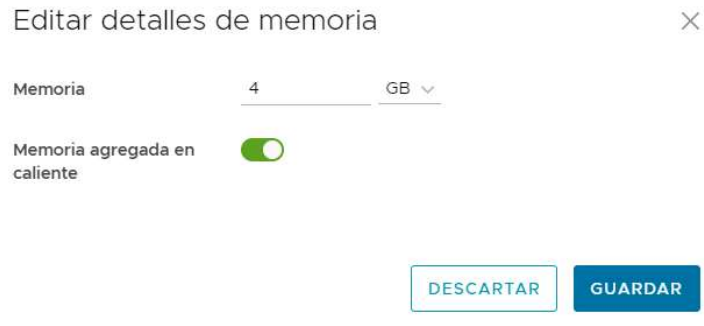 Editar detalles de memoria
Memoria 4 GB
Memoria agregada en
caliente
DESCARTAR GUARDAR